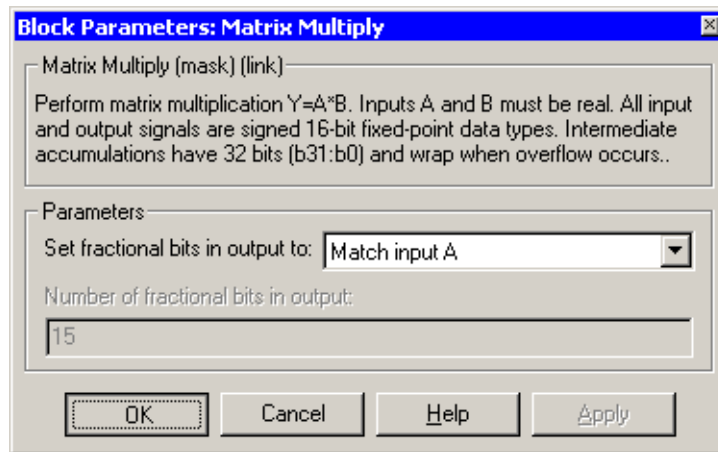 Block Parameters: Matrix Multiply
Matrix Multiply (mask) (link)
Perform matrix multiplication Y=A*B. Inputs A and B must be real. All input
and output signals are signed 16-bit fixed-point data types. Intermediate
accumulations have 32 bits (b31:b0) and wrap when overflow occurs..
Parameters
Set fractional bits in output to: Match input A
Number of fractional bits in output:
15
OK Cancel Help Apply